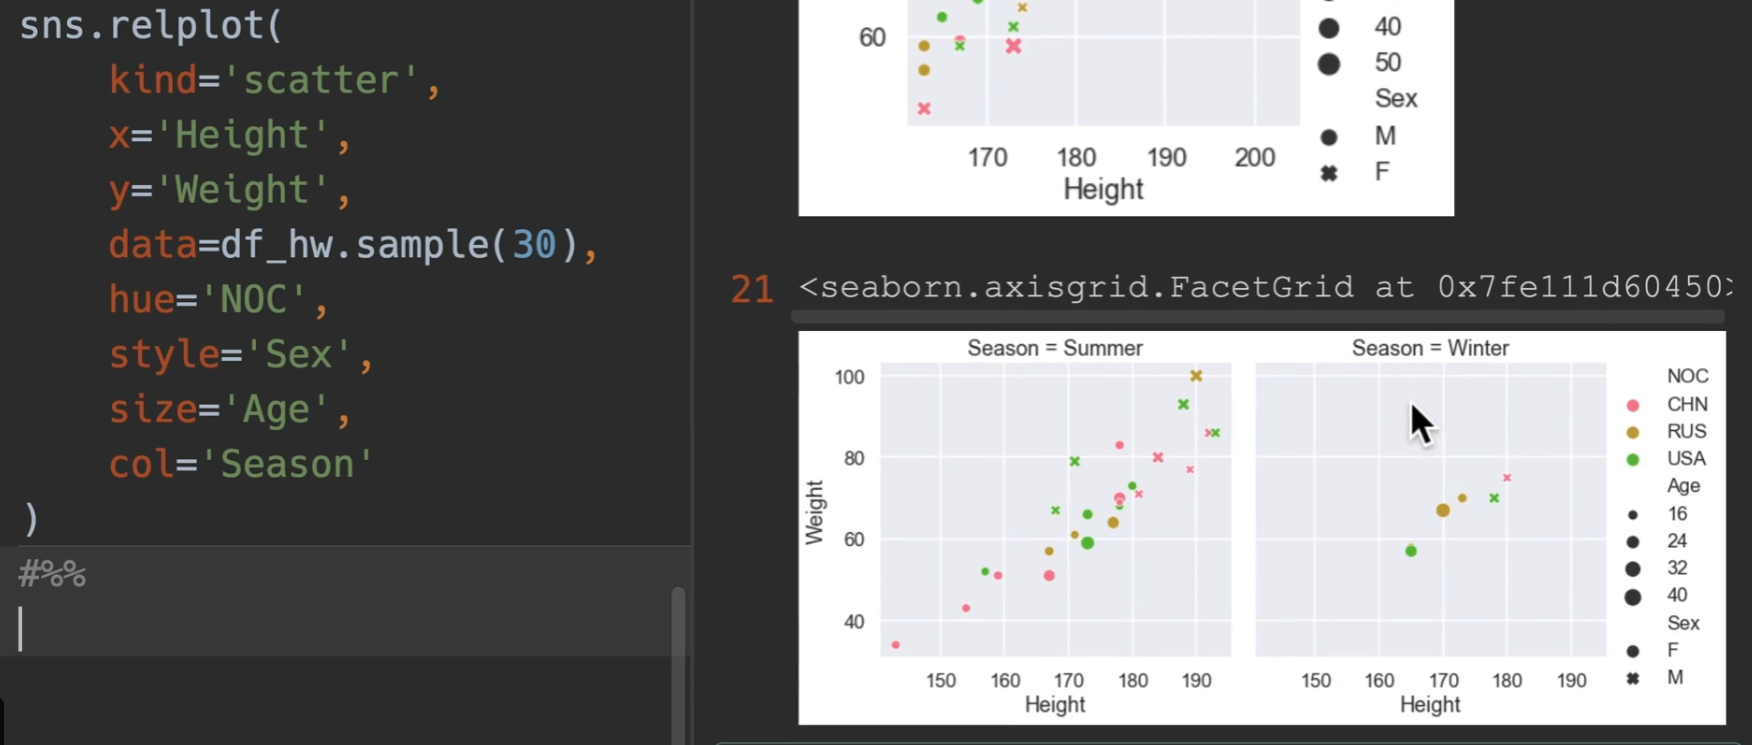 sns.relplot(
kind='scatter',
x='Height',
y='Weight',
data=df_hw.sample(30),
hue='NOC',
style='Sex',
size='Age',
col='Season'
)
#%%
60
170 180 190 200
Height
40
50
Sex
M
F
21 <seaborn.axisgrid.FacetGrid at 0x7fe111d60450>
Season = Summer
Season = Winter
100
80
60
40
Weight
150 160 170 180 190
Height
150 160 170 180 190
Height
NOC
CHN
RUS
USA
Age
16
24
32
40
Sex
F
M